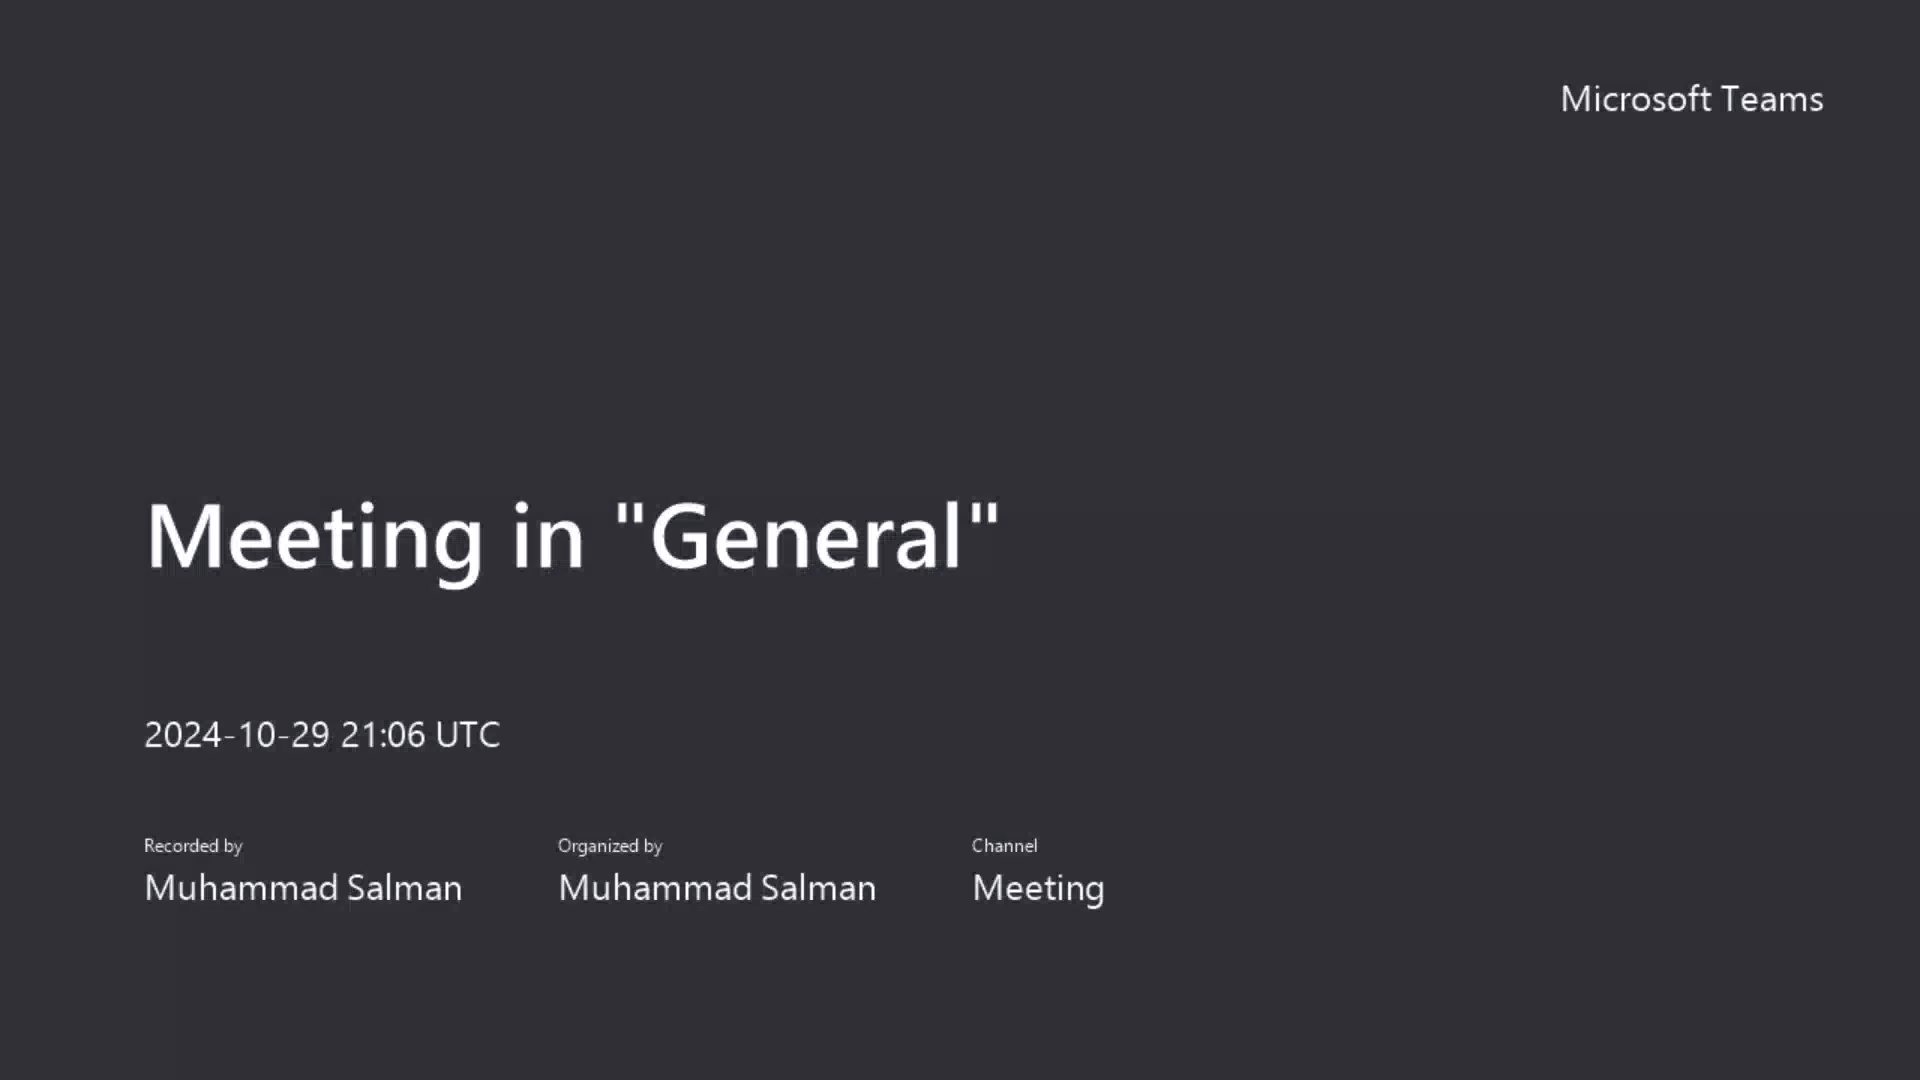 Microsoft Teams
Meeting in "General"
2024-10-29 21:06 UTC
Recorded by
Muhammad Salman
Organized by
Muhammad Salman
Channel
Meeting